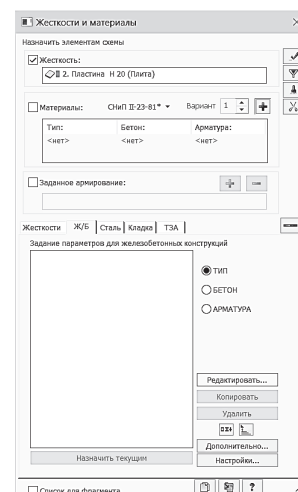 Жесткости и материалы
Назначить элементам схемы
Жесткость:
2. Пластина Н 20 (Плита)
Материалы: СНиП II-23-81* Вариант 1
Тип: Бетон: Арматура:
<нет> <нет> <нет>
Заданное армирование:
Жесткости Ж/Б Сталь Кладка ТЗА
Задание параметров для железобетонных конструкций
ТИП
БЕТОН
АРМАТУРА
Редактировать...
Копировать
Удалить
Дополнительно...
Назначить текущим Настройки...
Список для фрагмента ?